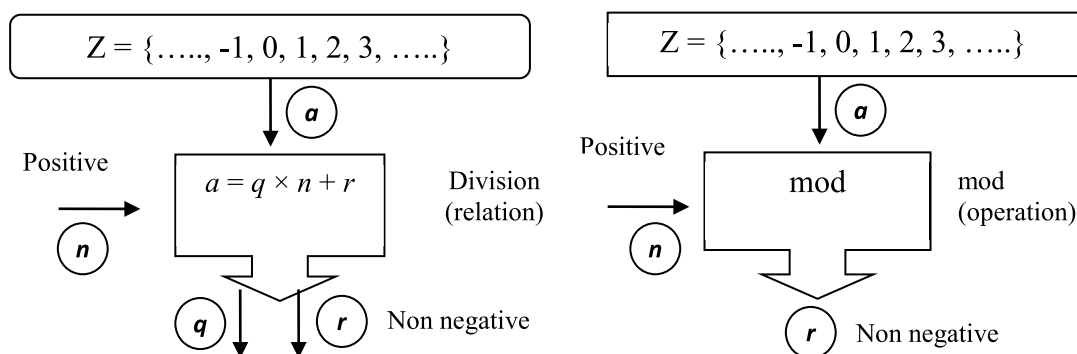 Z = {….., -1, 0, 1, 2, 3, …..}
a
Positive
a = q × n + r
Division
(relation)
n
q
r
Non negative
Z = {….., -1, 0, 1, 2, 3, …..}
a
Positive
mod
mod
(operation)
n
r
Non negative